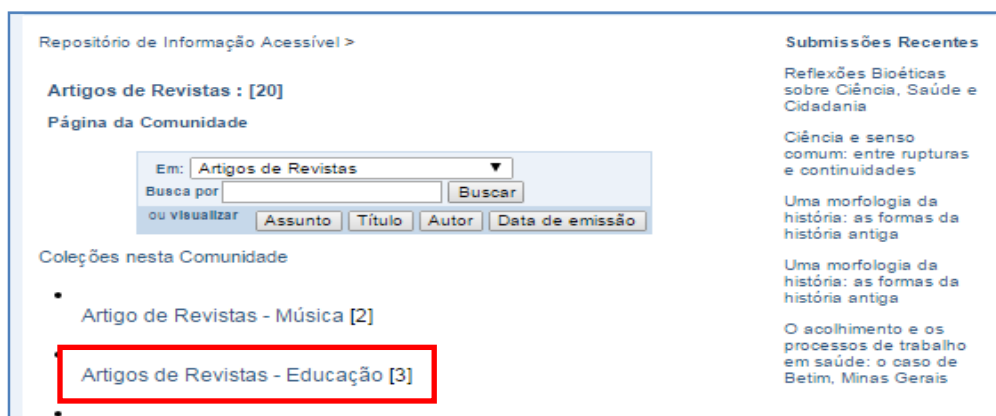 Repositório de Informação Acessível >
Artigos de Revistas : [20]
Página da Comunidade
Em: Artigos de Revistas
Busca por Buscar
ou visualizar Assunto Título Autor Data de emissão
Coleções nesta Comunidade
Artigo de Revistas - Música [2]
Artigos de Revistas - Educação [3]
Submissões Recentes
Reflexões Bioéticas
sobre Ciência, Saúde e
Cidadania
Ciência e senso
comum: entre rupturas
e continuidades
Uma morfologia da
história: as formas da
história antiga
Uma morfologia da
história: as formas da
história antiga
O acolhimento e os
processos de trabalho
em saúde: o caso de
Betim, Minas Gerais